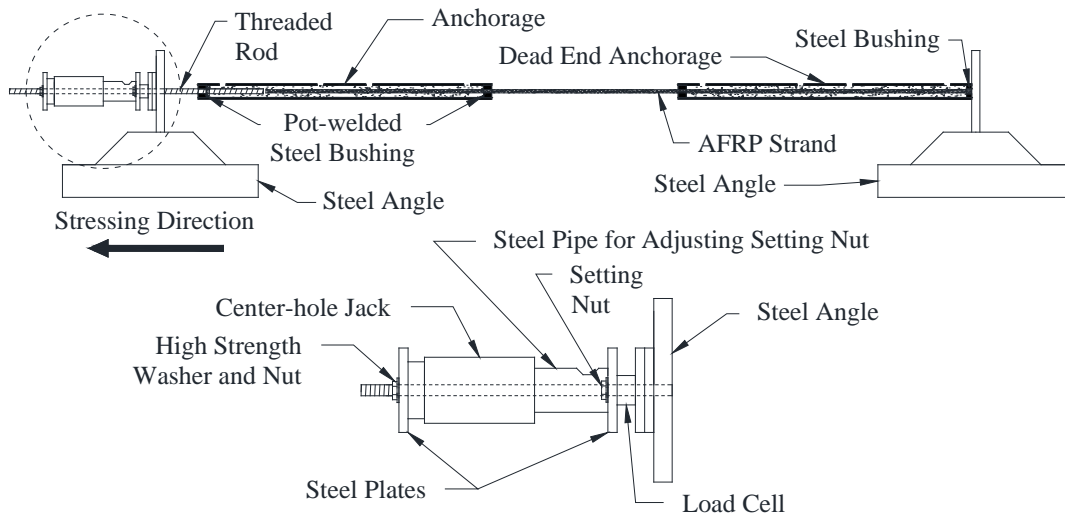 Threaded
Rod
Anchorage
Dead End Anchorage
Steel Bushing
Pot-welded
Steel Bushing
AFRP Strand
Steel Angle
Steel Angle
Stressing Direction
Steel Pipe for Adjusting Setting Nut
Setting
Nut
Center-hole Jack
Steel Angle
High Strength
Washer and Nut
Steel Plates
Load Cell